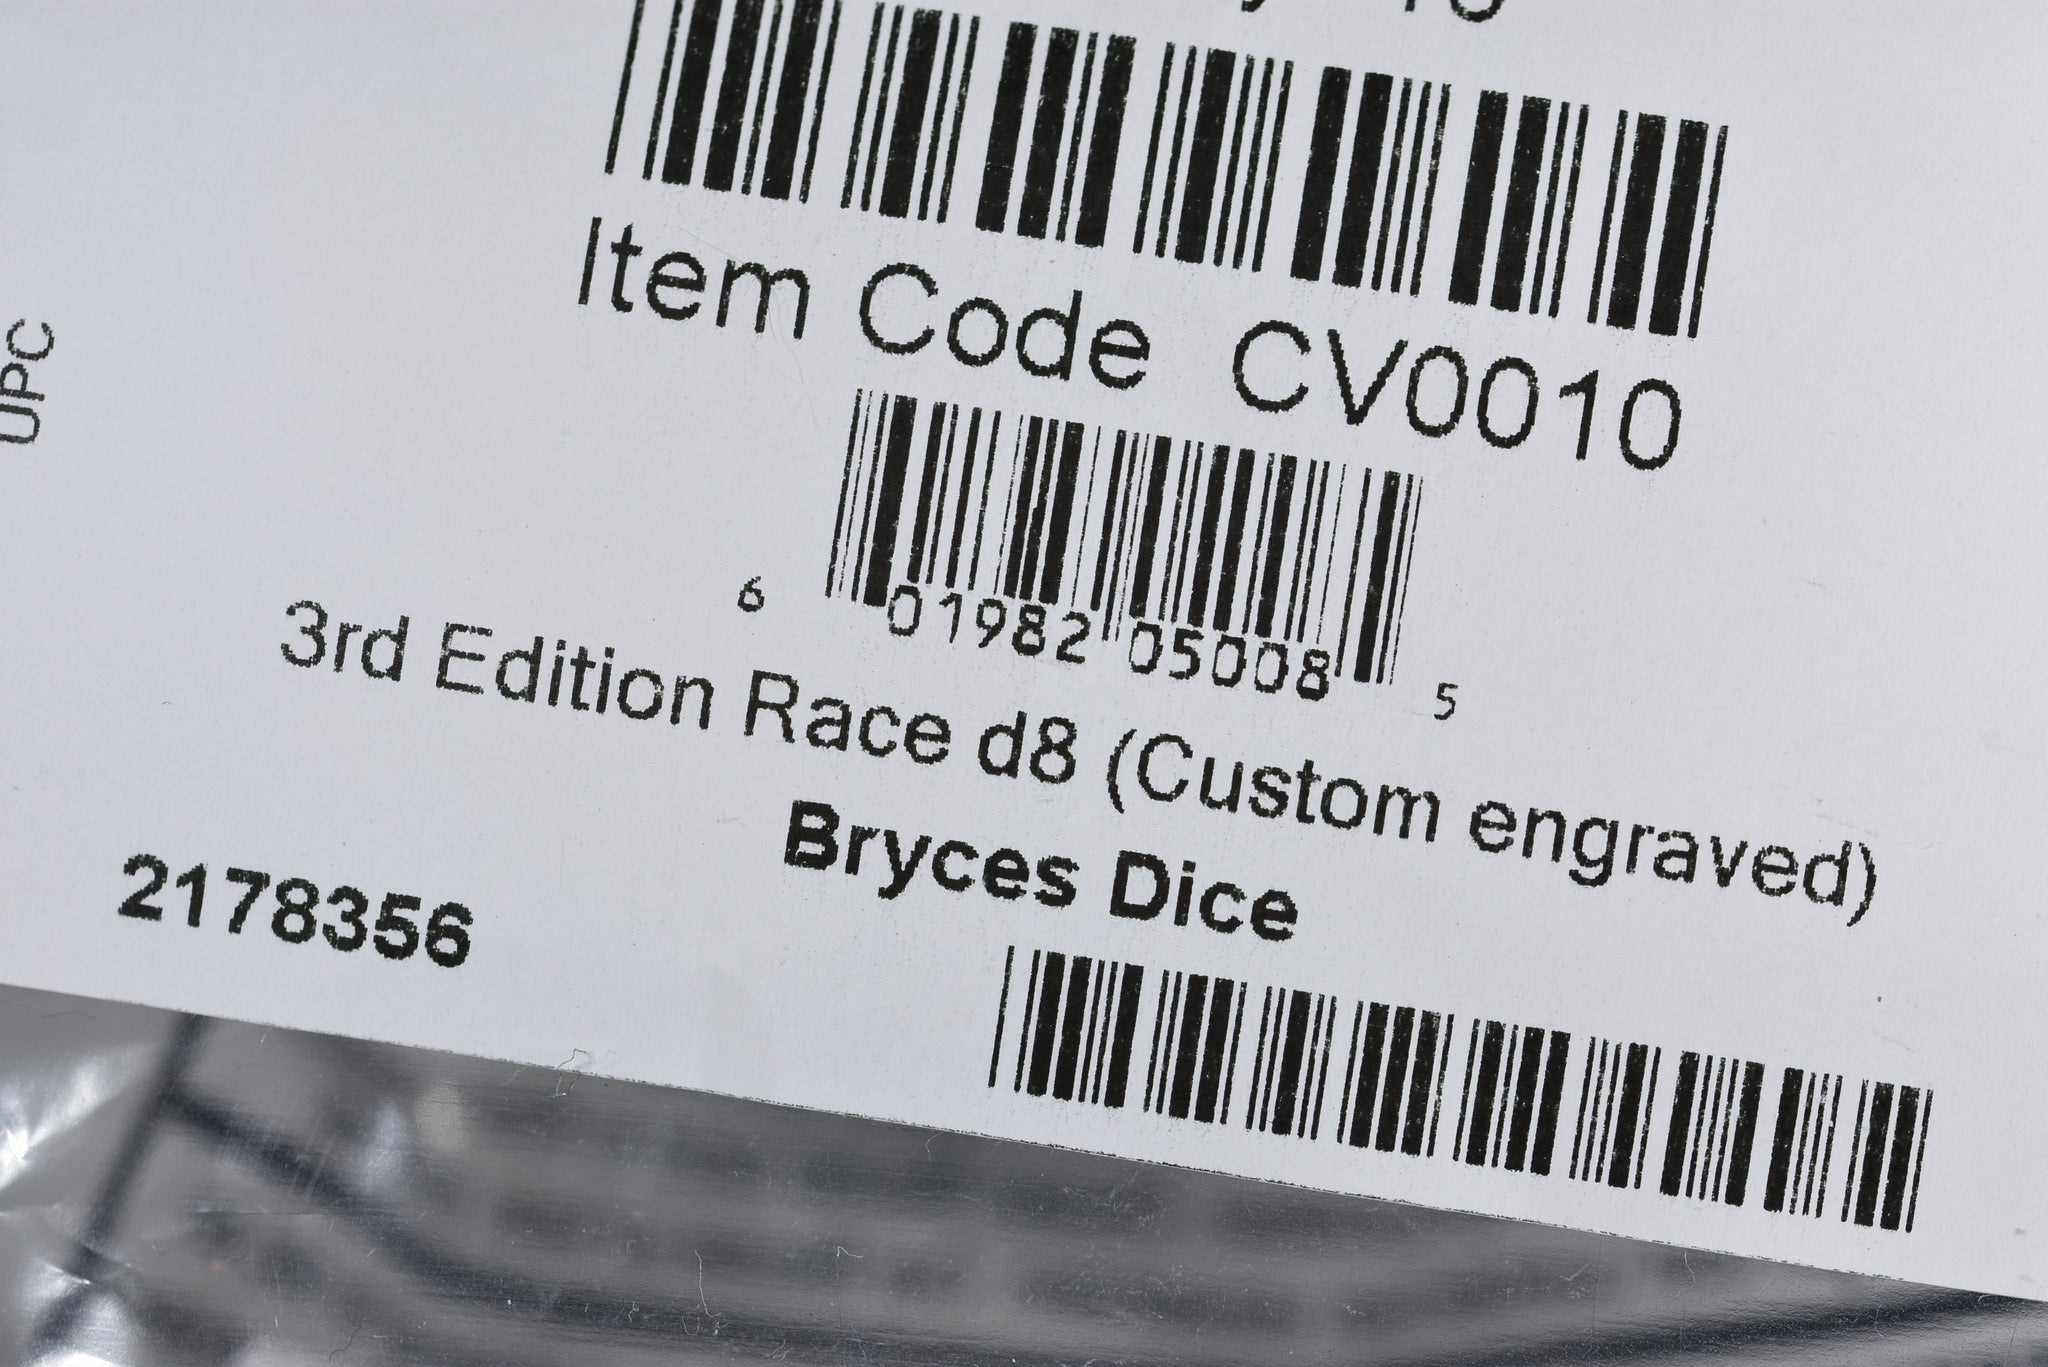 Item Code CV0010
UPC
6 01982 05008 5
3rd Edition Race d8 (Custom engraved)
Bryces Dice
2178356